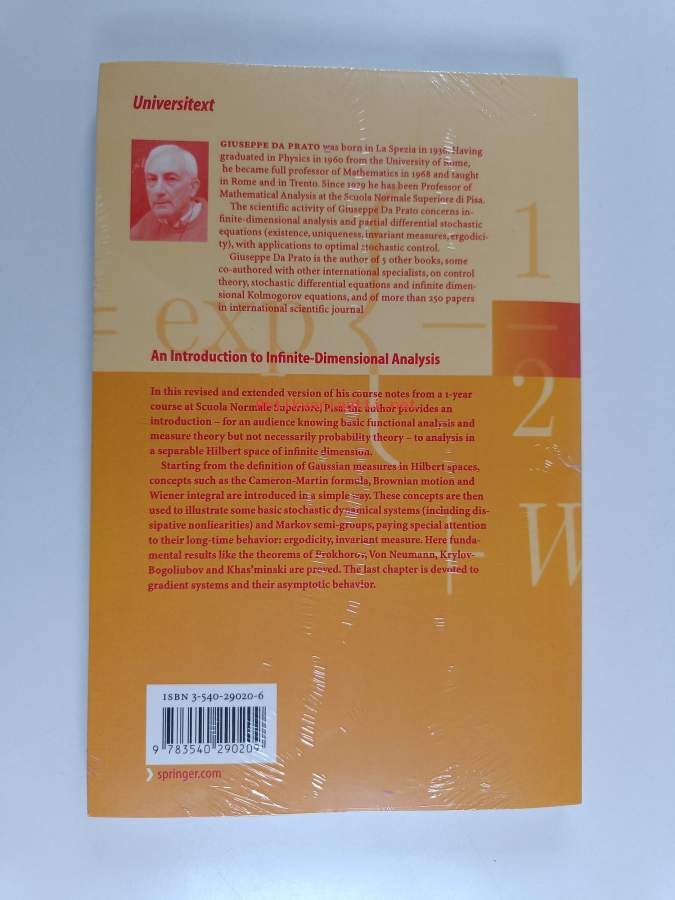 Universitext
GIUSEPPE DA PRATO was born in La Spezia in 1936. Having
graduated in Physics in 1960 from the University of Rome,
he became full professor of Mathematics in 1968 and taught
in Rome and in Trento. Since 1979 he has been Professor of
Mathematical Analysis at the Scuola Normale Superiore di Pisa.
The scientific activity of Giuseppe Da Prato concerns in-
finite-dimensional analysis and partial differential stochastic
equations (existence, uniqueness, invariant measures, ergodici-
ty), with applications to optimal stochastic control.
Giuseppe Da Prato is the author of 5 other books, some
co-authored with other international specialists, on control
theory, stochastic differential equations and infinite dimen-
sional Kolmogorov equations, and of more than 250 papers
in international scientific journal
= exp { − 1
2
An Introduction to Infinite-Dimensional Analysis
In this revised and extended version of his course notes from a 1-year
course at Scuola Normale Superiore, Pisa, the author provides an
introduction – for an audience knowing basic functional analysis and
measure theory but not necessarily probability theory – to analysis in
a separable Hilbert space of infinite dimension.
Starting from the definition of Gaussian measures in Hilbert spaces,
concepts such as the Cameron-Martin formula, Brownian motion and
Wiener integral are introduced in a simple way. These concepts are then
used to illustrate some basic stochastic dynamical systems (including dis-
sipative nonlinearities) and Markov semi-groups, paying special attention
to their long-time behavior: ergodicity, invariant measure. Here funda-
mental results like the theorems of Prokhorov, Von Neumann, Krylov-
Bogoliubov and Khas'minski are proved. The last chapter is devoted to
gradient systems and their asymptotic behavior.
+ W
ISBN 3-540-29020-6
9 783540 290209
springer.com